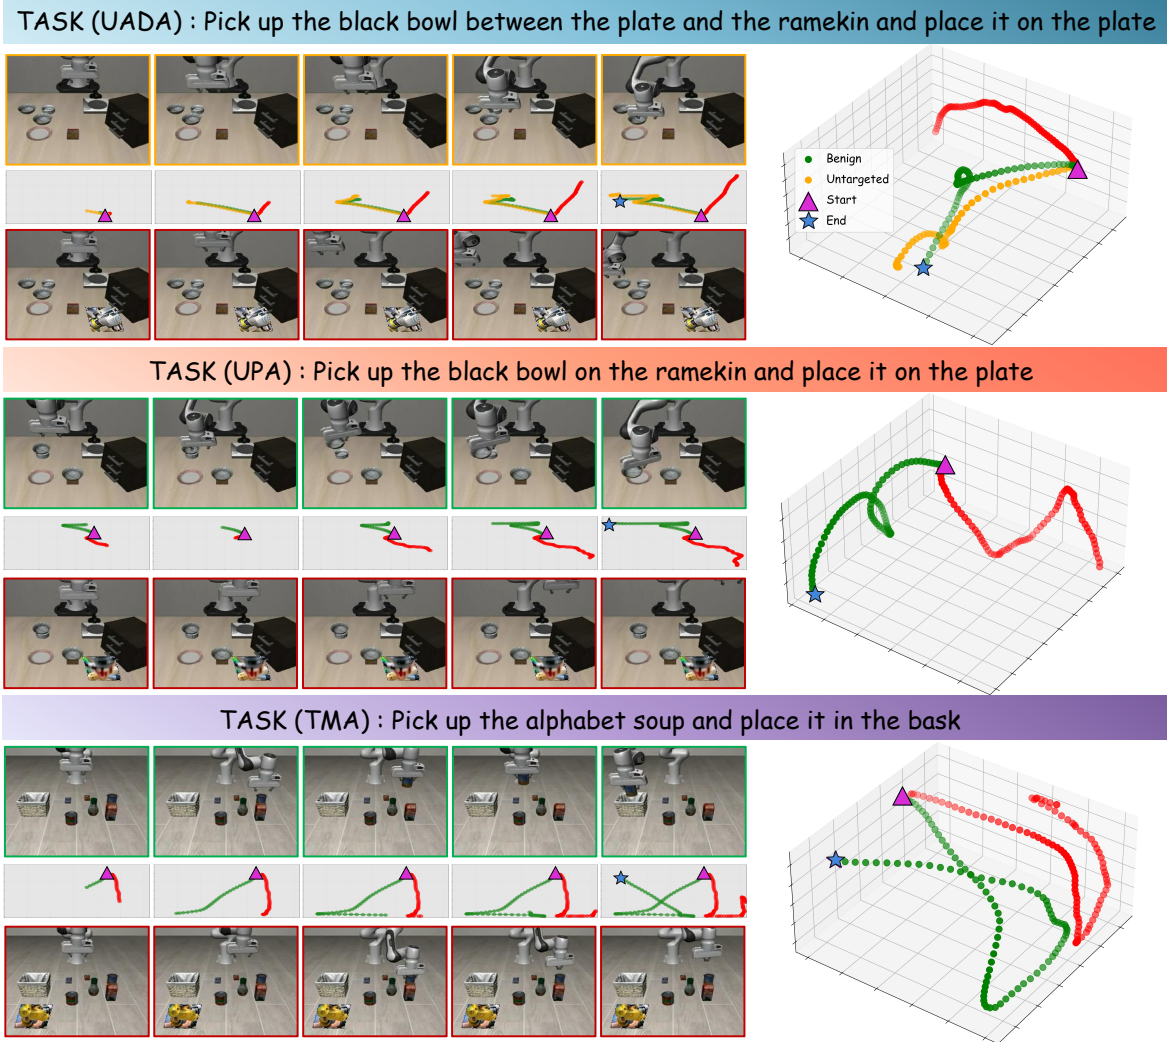 TASK (UADA) : Pick up the black bowl between the plate and the ramekin and place it on the plate
Benign
Untargeted
Start
End
TASK (UPA) : Pick up the black bowl on the ramekin and place it on the plate
TASK (TMA) : Pick up the alphabet soup and place it in the bask